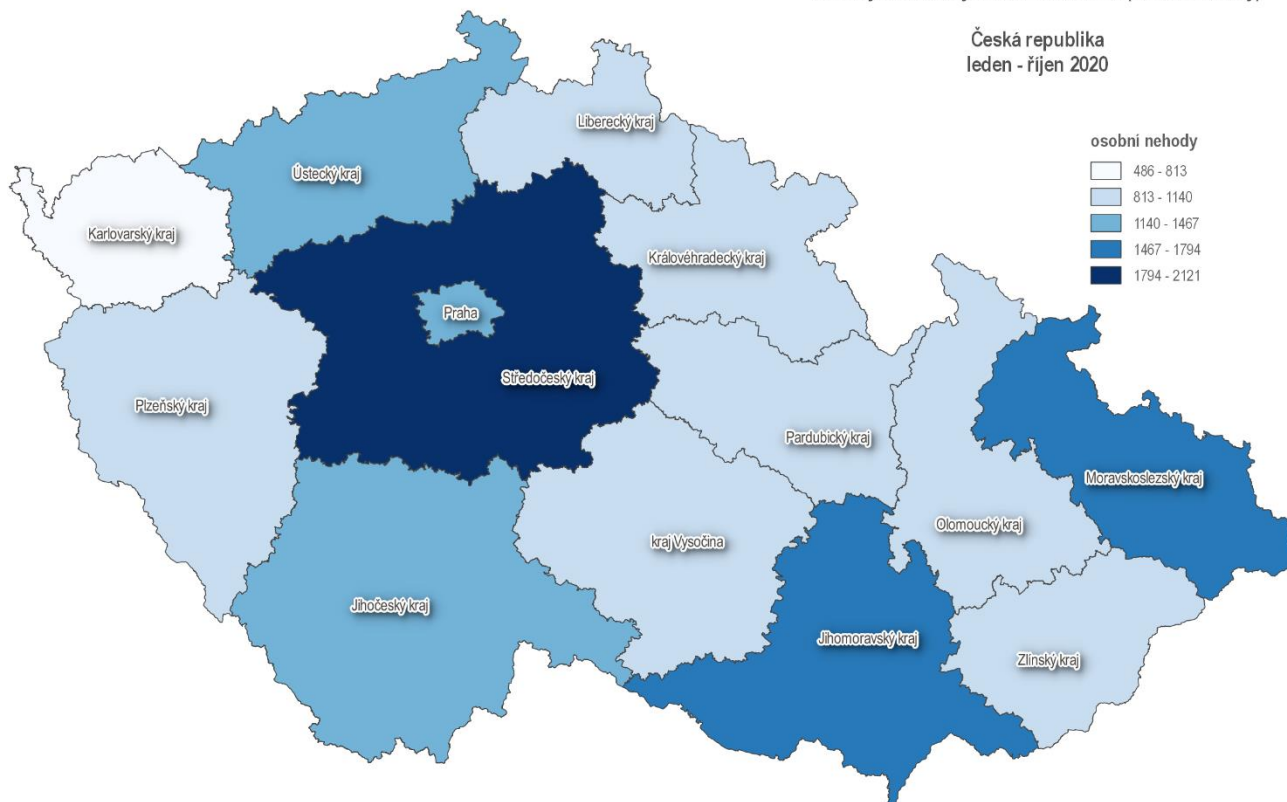 Česká republika
leden - říjen 2020
osobní nehody
486 - 813
813 - 1140
1140 - 1467
1467 - 1794
1794 - 2121
Liberecký kraj
Ústecký kraj
Karlovarský kraj
Královéhradecký kraj
Praha
Středočeský kraj
Plzeňský kraj
Pardubický kraj
Moravskoslezský kraj
Olomoucký kraj
kraj Vysočina
Jihočeský kraj
Jihomoravský kraj
Zlínský kraj